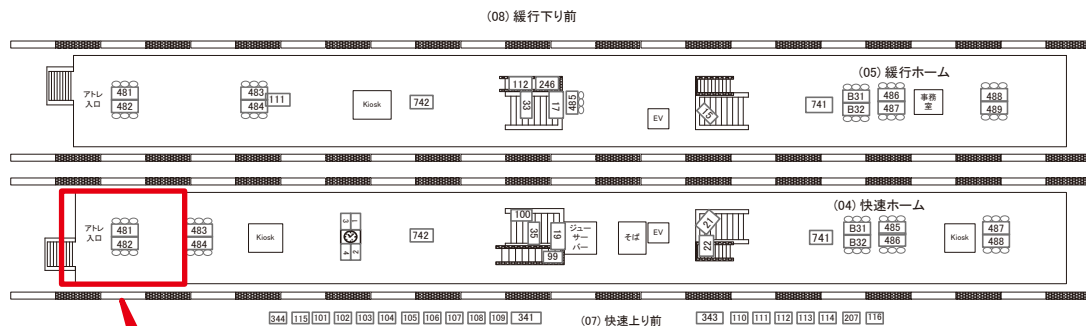 (08) 緩行下り前
(05) 緩行ホーム
アトレ
入口
481
482
483
484
111
Kiosk
742
112
246
33
17
485
EV
15
741
B31
B32
486
487
事務
室
488
489
(04) 快速ホーム
アトレ
入口
481
482
483
484
Kiosk
1
3
2
4
742
100
35
19
99
ジュー
サー
バー
そば
EV
21
22
741
B31
B32
485
486
Kiosk
487
488
344 115 101 102 103 104 105 106 107 108 109 341 (07) 快速上り前 343 110 111 112 113 114 207 116